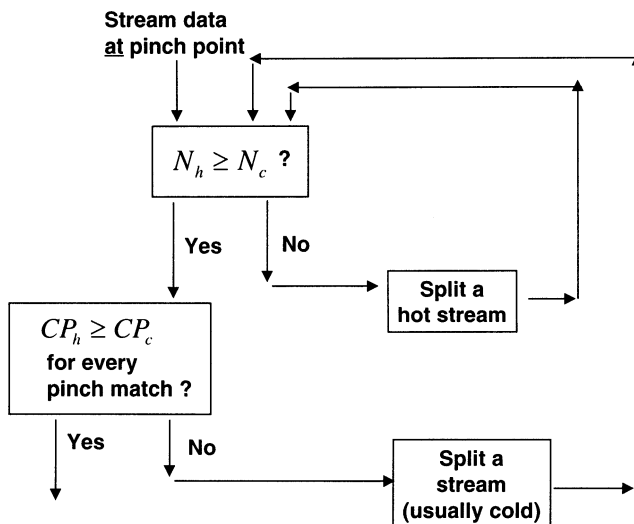 Stream data
at pinch point
N_h ≥ N_c ?
Yes
No
Split a
hot stream
CP_h ≥ CP_c
for every
pinch match ?
Yes
No
Split a
stream
(usually cold)